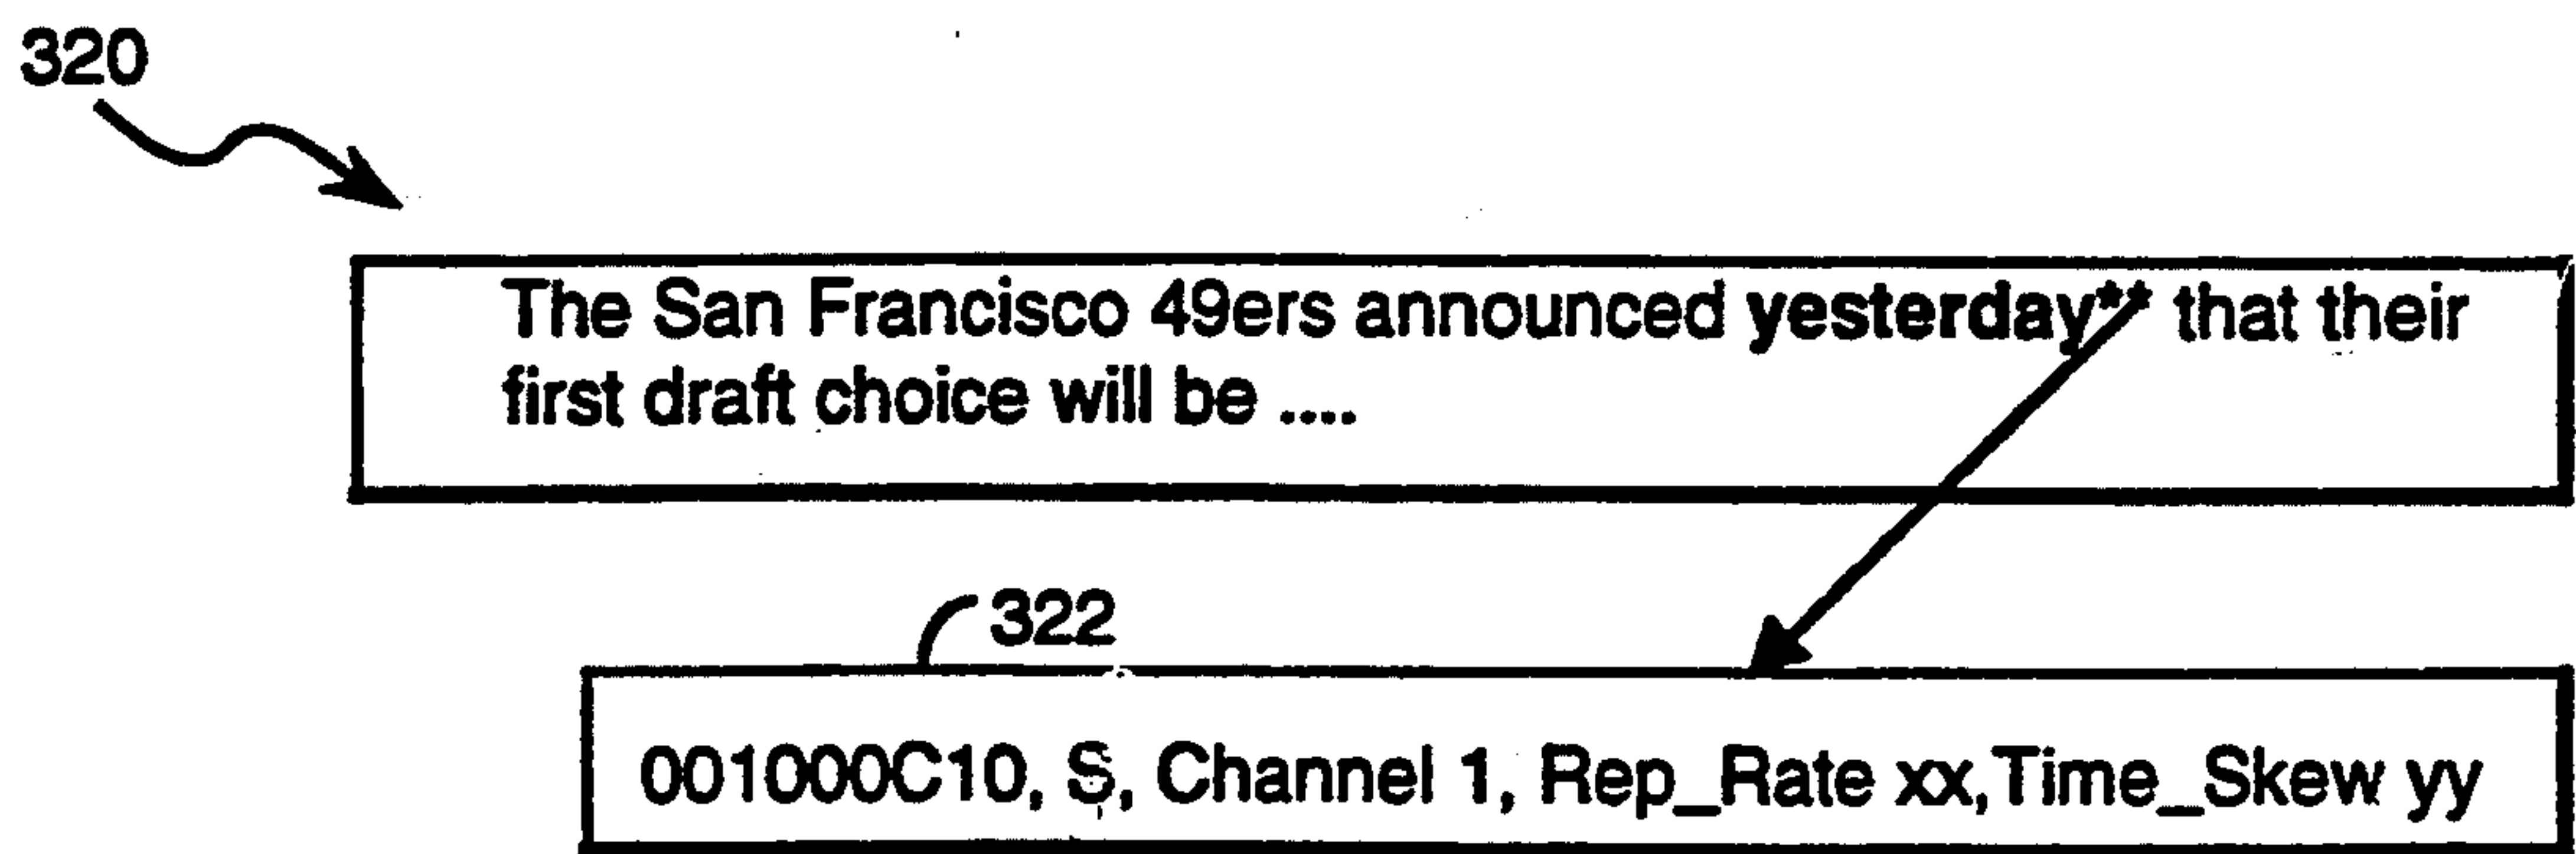 320
The San Francisco 49ers announced yesterday** that their
first draft choice will be ....
322
001000C10, S, Channel 1, Rep_Rate xx,Time_Skew yy